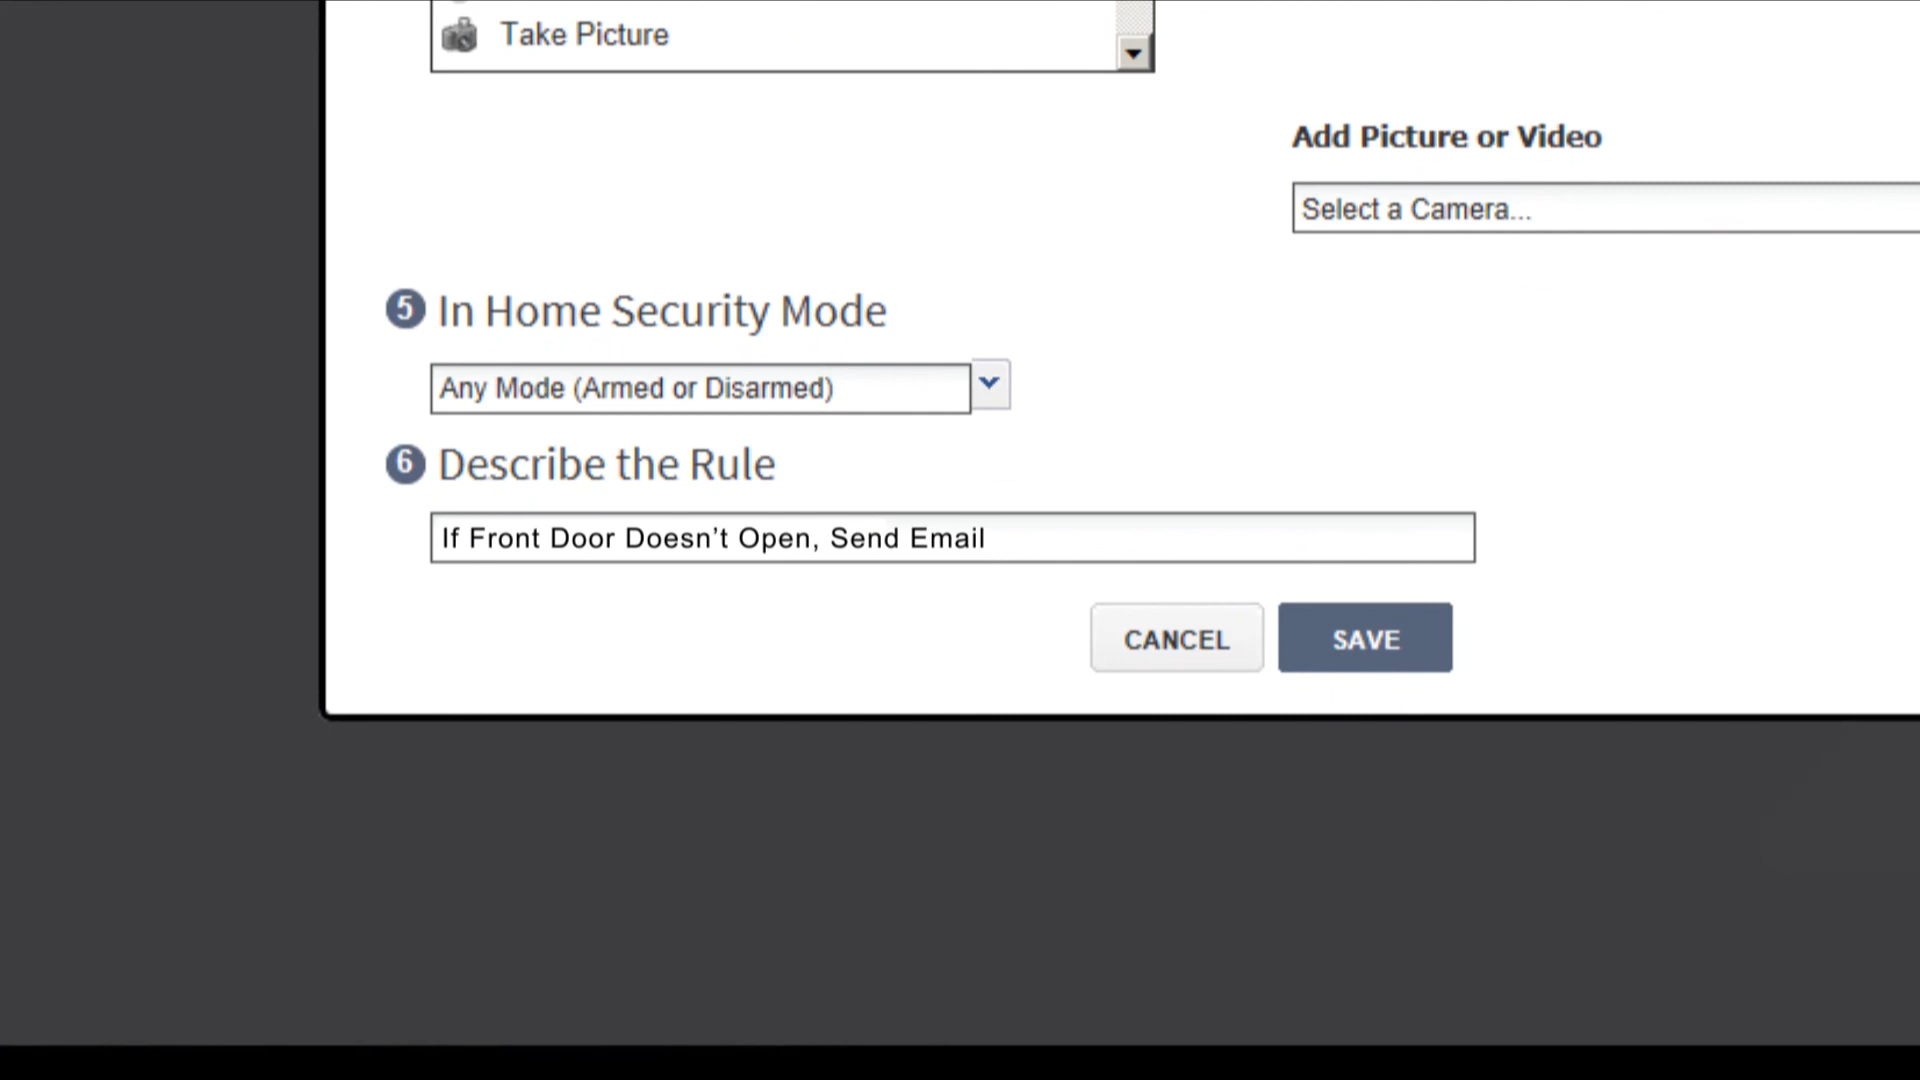 Take Picture
Add Picture or Video
Select a Camera...
5 In Home Security Mode
Any Mode (Armed or Disarmed)
6 Describe the Rule
If Front Door Doesn’t Open, Send Email
CANCEL SAVE